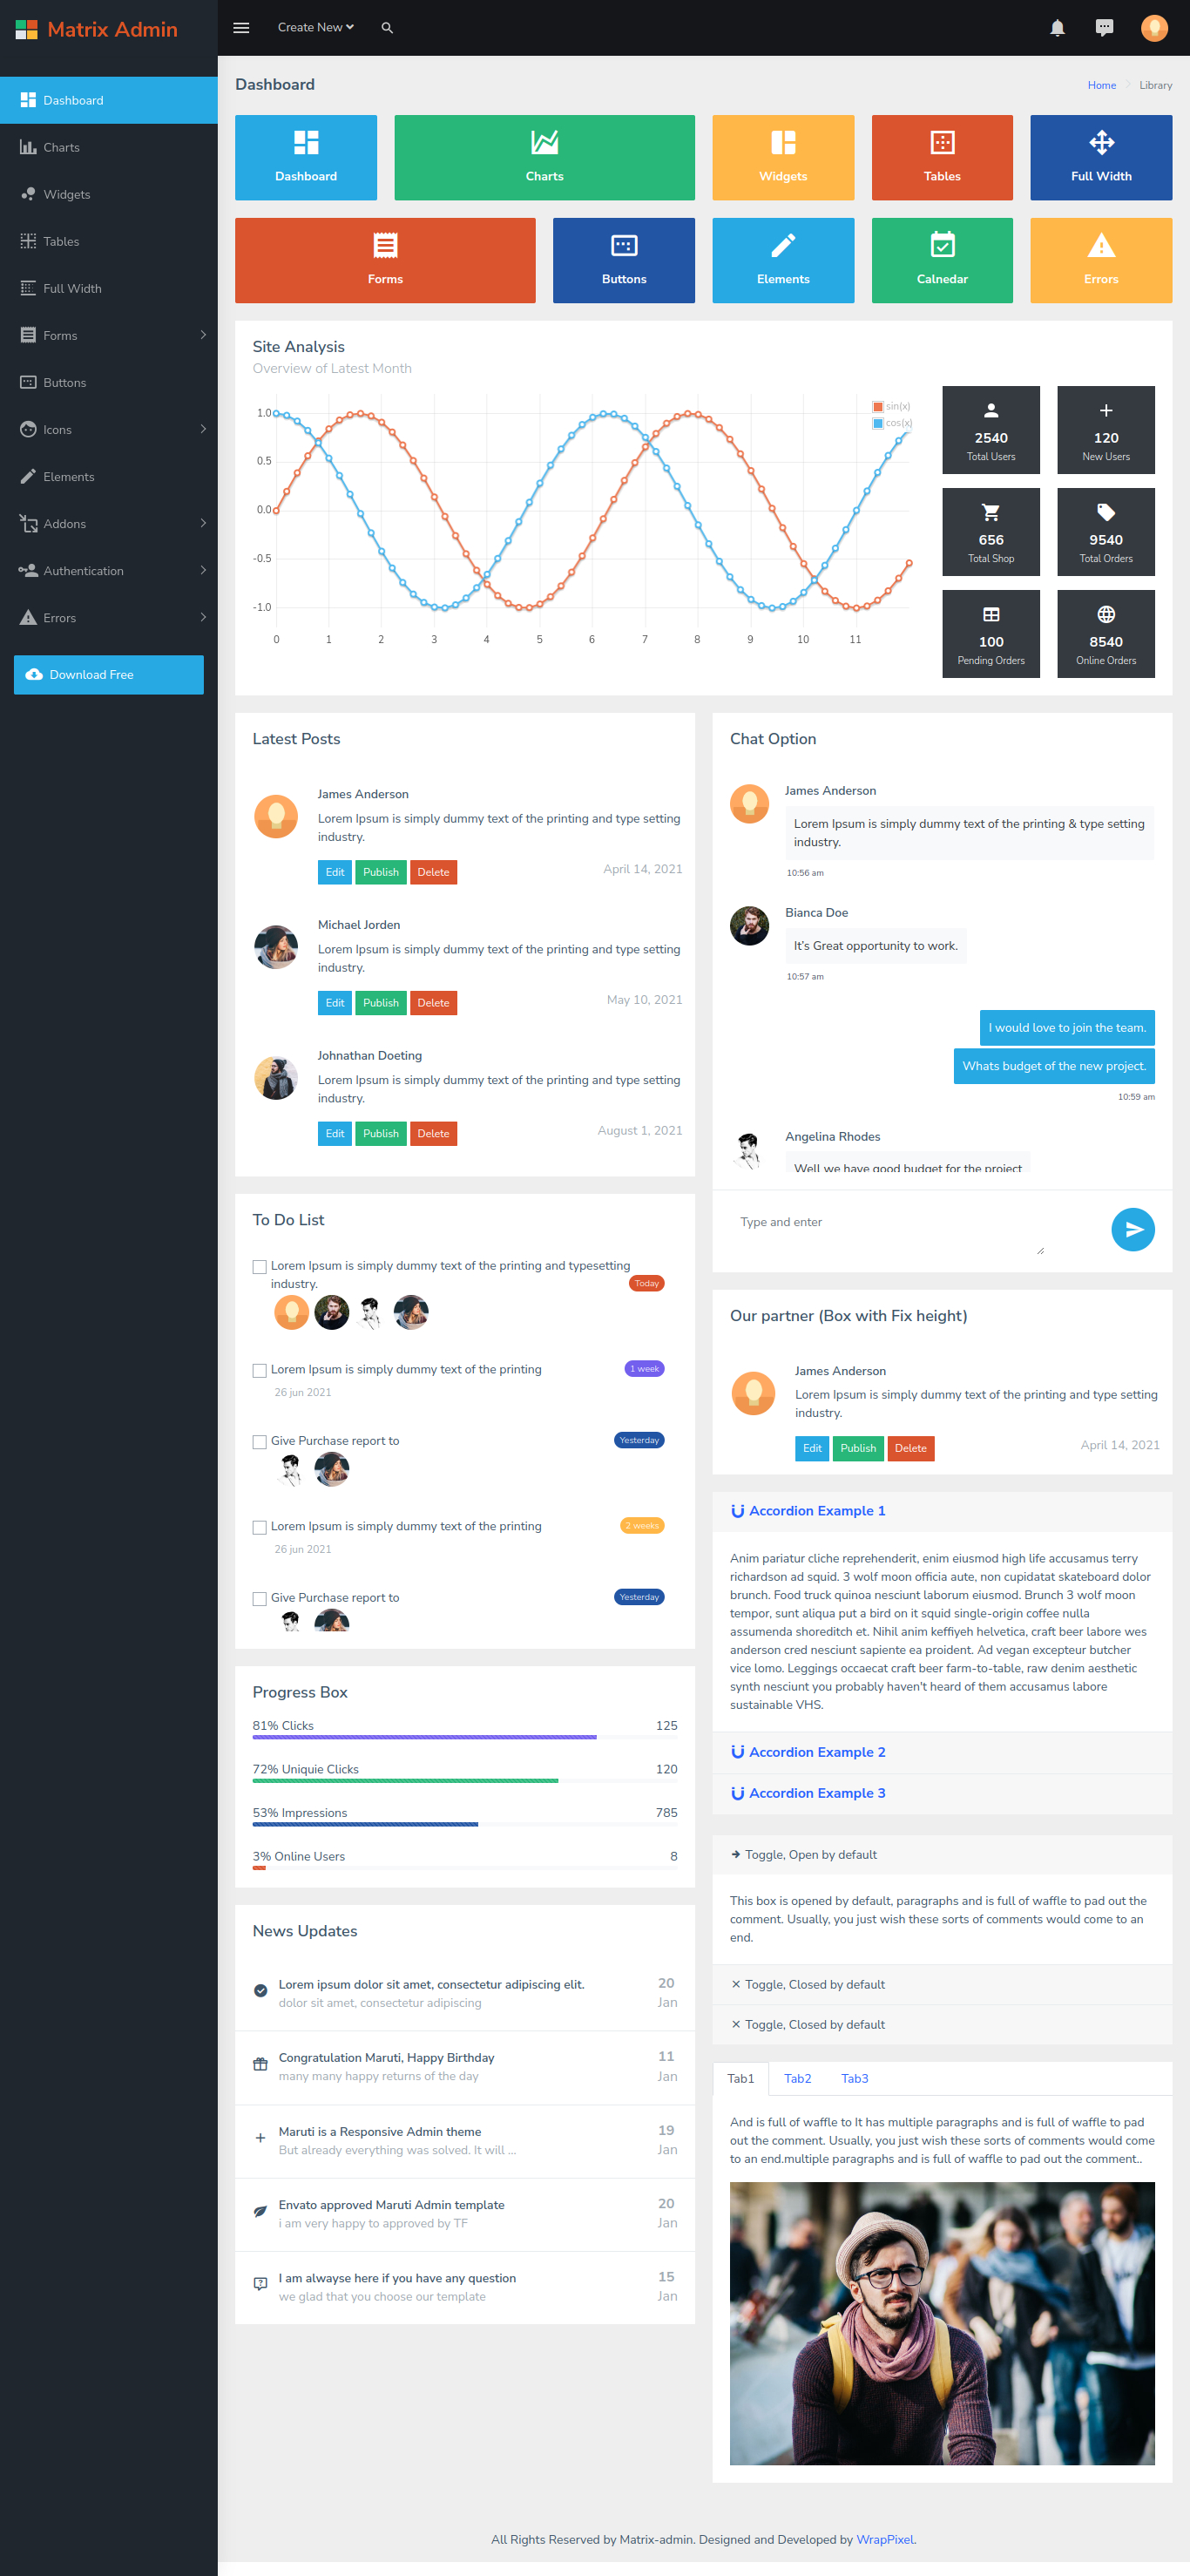 Matrix Admin
Create New
Dashboard
Charts
Widgets
Tables
Full Width
Forms
Buttons
Icons
Elements
Addons
Authentication
Errors
Download Free
Dashboard
Home
Library
Dashboard
Charts
Widgets
Tables
Full Width
Forms
Buttons
Elements
Calnedar
Errors
Site Analysis
Overview of Latest Month
sin(x)
cos(x)
1.0
0.5
0.0
-0.5
-1.0
0 1 2 3 4 5 6 7 8 9 10 11
2540
Total Users
120
New Users
656
Total Shop
9540
Total Orders
100
Pending Orders
8540
Online Orders
Latest Posts
James Anderson
Lorem Ipsum is simply dummy text of the printing and type setting
industry.
Edit Publish Delete April 14, 2021
Michael Jorden
Lorem Ipsum is simply dummy text of the printing and type setting
industry.
Edit Publish Delete May 10, 2021
Johnathan Doeting
Lorem Ipsum is simply dummy text of the printing and type setting
industry.
Edit Publish Delete August 1, 2021
To Do List
Lorem Ipsum is simply dummy text of the printing and typesetting
industry.
Today
Lorem Ipsum is simply dummy text of the printing 1 week
26 jun 2021
Give Purchase report to Yesterday
Lorem Ipsum is simply dummy text of the printing 2 weeks
26 jun 2021
Give Purchase report to Yesterday
Progress Box
81% Clicks 125
72% Uniquie Clicks 120
53% Impressions 785
3% Online Users 8
News Updates
Lorem ipsum dolor sit amet, consectetur adipiscing elit. 20
dolor sit amet, consectetur adipiscing Jan
Congratulation Maruti, Happy Birthday 11
many many happy returns of the day Jan
Maruti is a Responsive Admin theme 19
But already everything was solved. It will ... Jan
Envato approved Maruti Admin template 20
i am very happy to approved by TF Jan
I am alwayse here if you have any question 15
we glad that you choose our template Jan
Chat Option
James Anderson
Lorem Ipsum is simply dummy text of the printing & type setting
industry.
10:56 am
Bianca Doe
It's Great opportunity to work.
10:57 am
I would love to join the team.
Whats budget of the new project.
10:59 am
Angelina Rhodes
Well we have good budget for the project
Type and enter
Our partner (Box with Fix height)
James Anderson
Lorem Ipsum is simply dummy text of the printing and type setting
industry.
Edit Publish Delete April 14, 2021
Accordion Example 1
Anim pariatur cliche reprehenderit, enim eiusmod high life accusamus terry
richardson ad squid. 3 wolf moon officia aute, non cupidatat skateboard dolor
brunch. Food truck quinoa nesciunt laborum eiusmod. Brunch 3 wolf moon
tempor, sunt aliqua put a bird on it squid single-origin coffee nulla
assumenda shoreditch et. Nihil anim keffiyeh helvetica, craft beer labore wes
anderson cred nesciunt sapiente ea proident. Ad vegan excepteur butcher
vice lomo. Leggings occaecat craft beer farm-to-table, raw denim aesthetic
synth nesciunt you probably haven't heard of them accusamus labore
sustainable VHS.
Accordion Example 2
Accordion Example 3
Toggle, Open by default
This box is opened by default, paragraphs and is full of waffle to pad out the
comment. Usually, you just wish these sorts of comments would come to an
end.
Toggle, Closed by default
Toggle, Closed by default
Tab1 Tab2 Tab3
And is full of waffle to It has multiple paragraphs and is full of waffle to pad
out the comment. Usually, you just wish these sorts of comments would come
to an end.multiple paragraphs and is full of waffle to pad out the comment..
All Rights Reserved by Matrix-admin. Designed and Developed by WrapPixel.